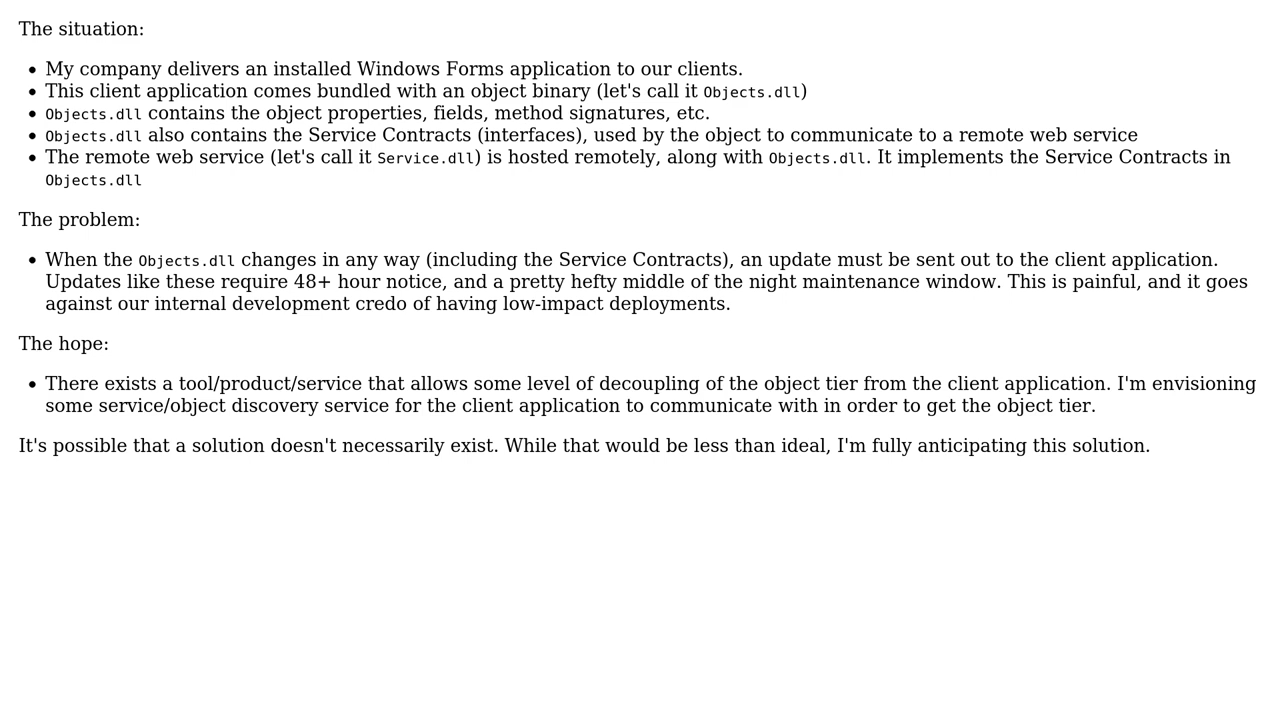 The situation:
• My company delivers an installed Windows Forms application to our clients.
• This client application comes bundled with an object binary (let's call it Objects.dll)
• Objects.dll contains the object properties, fields, method signatures, etc.
• Objects.dll also contains the Service Contracts (interfaces), used by the object to communicate to a remote web service
• The remote web service (let's call it Service.dll) is hosted remotely, along with Objects.dll. It implements the Service Contracts in
Objects.dll
The problem:
• When the Objects.dll changes in any way (including the Service Contracts), an update must be sent out to the client application.
Updates like these require 48+ hour notice, and a pretty hefty middle of the night maintenance window. This is painful, and it goes
against our internal development credo of having low-impact deployments.
The hope:
• There exists a tool/product/service that allows some level of decoupling of the object tier from the client application. I'm envisioning
some service/object discovery service for the client application to communicate with in order to get the object tier.
It's possible that a solution doesn't necessarily exist. While that would be less than ideal, I'm fully anticipating this solution.